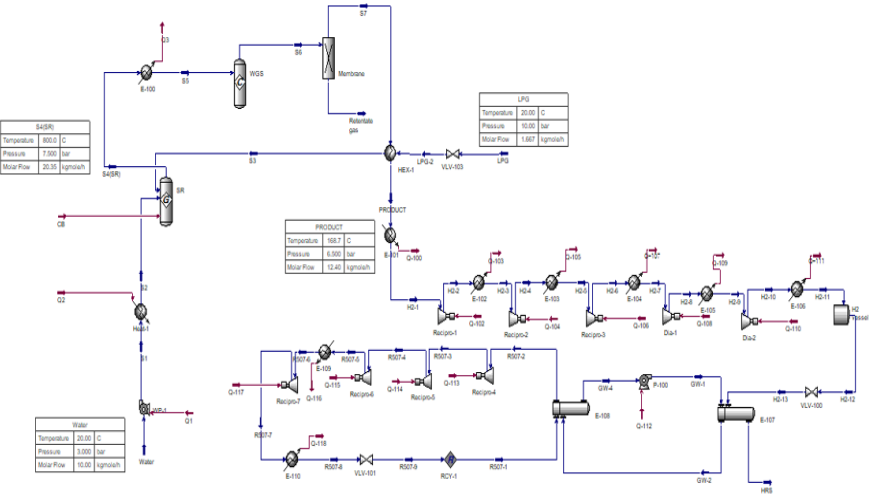 S7
Q3
S6
WGS
E-100
S5
Membrane
Retentate
gas
LPG
Temperature 20.00 C
Pressure 10.00 bar
Molar Flow 1.667 kgmole/h
S4(SR)
Temperature 800.0 C
Pressure 7.500 bar
Molar Flow 20.35 kgmole/h
S4(SR)
S3
LPG-2
VLV-103
LPG
HEX-1
SR
CB
PRODUCT
PRODUCT
Temperature 168.7 C
Pressure 6.500 bar
Molar Flow 12.40 kgmole/h
E-101
Q-100
Q-103
Q-105
Q-109
Q-111
S2
Q2
H2-2
E-102
H2-3
H2-4
E-103
H2-5
H2-6
E-104
H2-7
H2-8
E-105
H2-9
H2-10
E-106
H2-11
H2-1
H2
Recipro-1
Q-102
Recipro-2
Q-104
Recipro-3
Q-106
Dia-1
Q-108
Dia-2
Q-110
S1
R507-6
R507-5
R507-4
R507-3
R507-2
E-109
Q-117
Q-115
Q-114
Q-113
Recipro-7
Q-116
Recipro-6
Recipro-5
Recipro-4
GW-4
P-100
GW-1
H2-13
H2-12
VLV-100
E-108
E-107
Q-112
Q1
Water
Temperature 20.00 C
Pressure 3.000 bar
Molar Flow 10.00 kgmole/h
Water
R507-7
Q-118
E-110
R507-8
VLV-101
R507-9
RCY-1
R507-1
GW-2
HRS